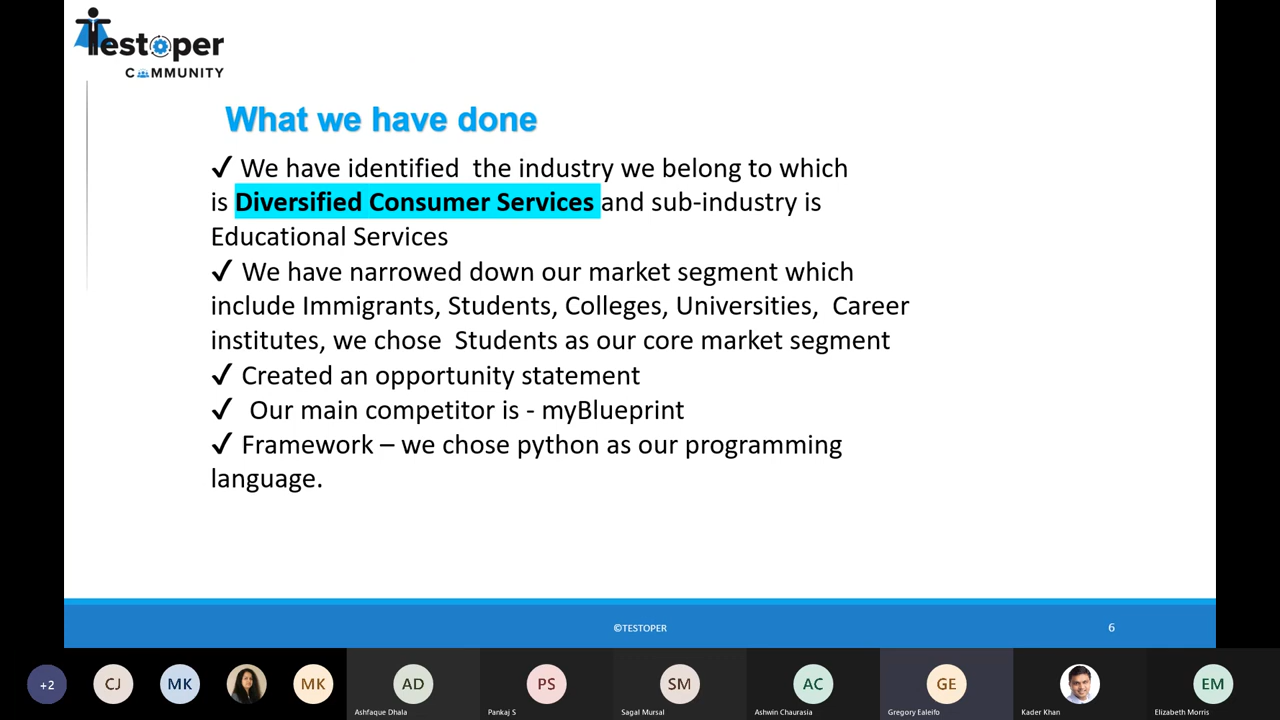 Testoper
COMMUNITY
What we have done
✓ We have identified the industry we belong to which
is Diversified Consumer Services and sub-industry is
Educational Services
✓ We have narrowed down our market segment which
include Immigrants, Students, Colleges, Universities, Career
institutes, we chose Students as our core market segment
✓ Created an opportunity statement
✓ Our main competitor is - myBlueprint
✓ Framework – we chose python as our programming
language.
©TESTOPER
6
+2
CJ
MK
MK
AD
PS
SM
AC
GE
EM
Ashfaque Dhala
Pankaj S
Sagal Mursal
Ashwin Chaurasia
Gregory Ealeifo
Kader Khan
Elizabeth Morris